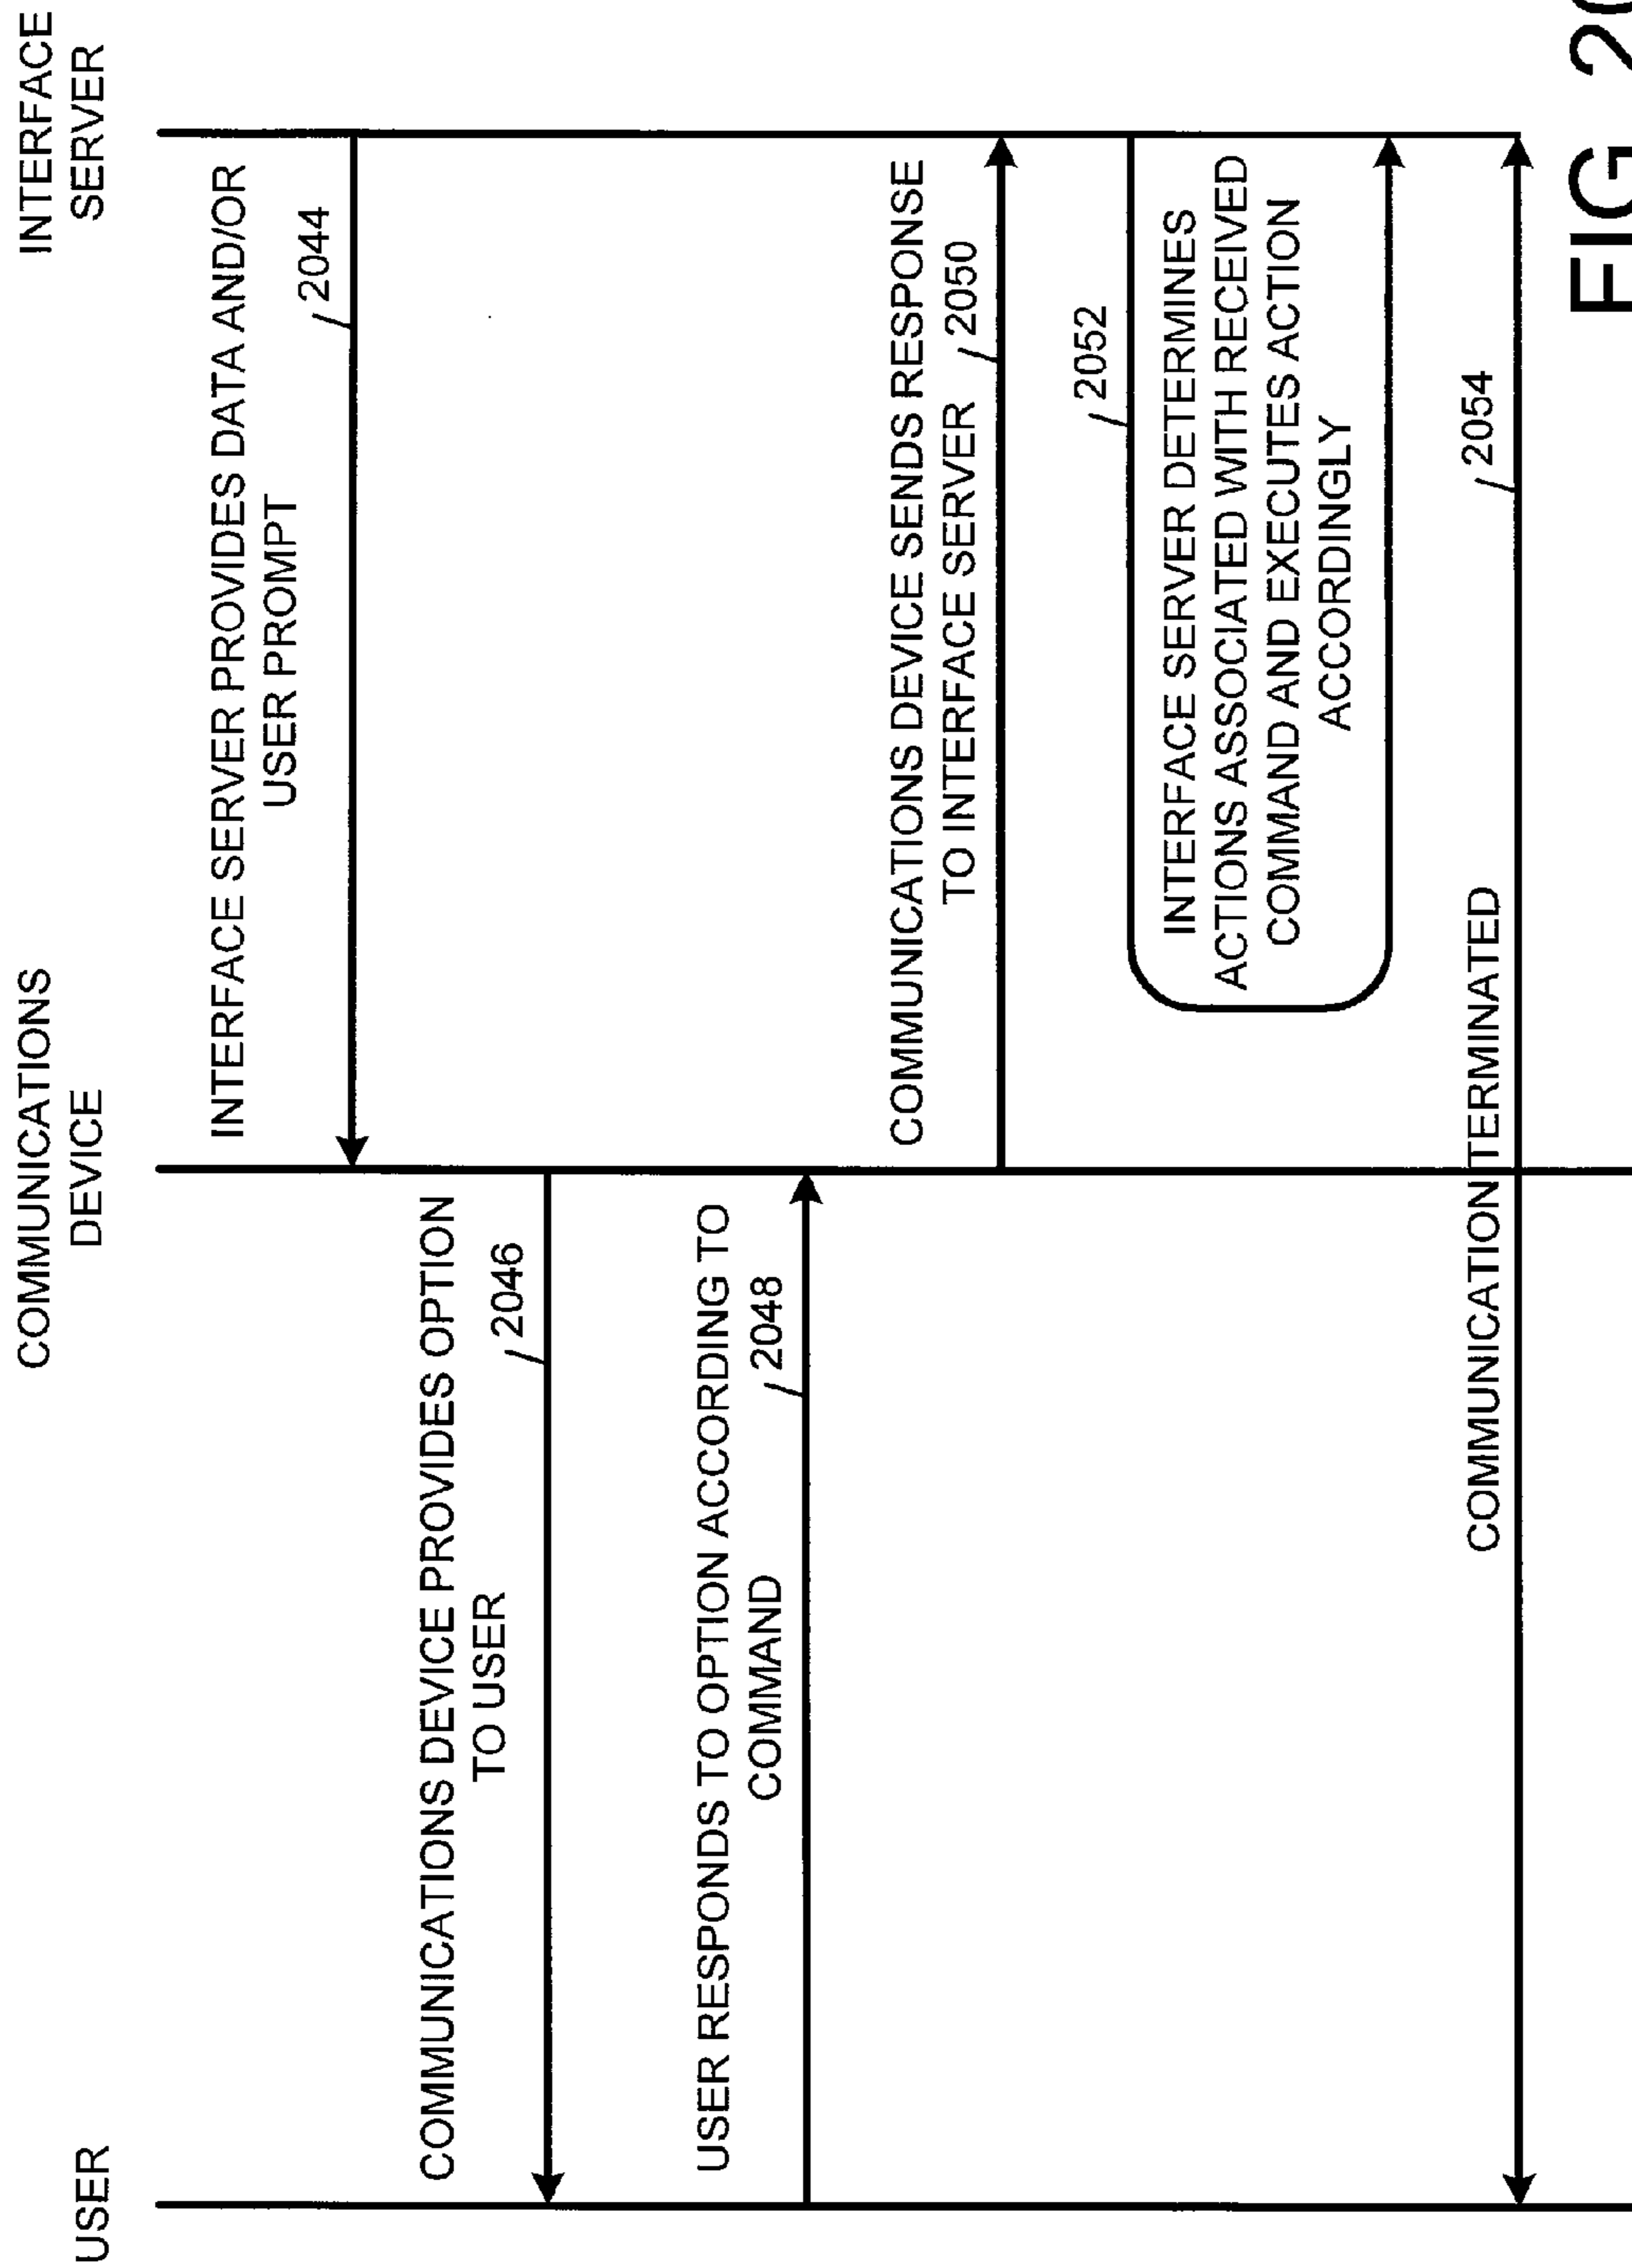 USER
COMMUNICATIONS
DEVICE
INTERFACE
SERVER
INTERFACE SERVER PROVIDES DATA AND/OR
USER PROMPT
2044
COMMUNICATIONS DEVICE PROVIDES OPTION
TO USER
2046
USER RESPONDS TO OPTION ACCORDING TO
COMMAND
2048
COMMUNICATIONS DEVICE SENDS RESPONSE
TO INTERFACE SERVER
2050
2052
INTERFACE SERVER DETERMINES
ACTIONS ASSOCIATED WITH RECEIVED
COMMAND AND EXECUTES ACTION
ACCORDINGLY
COMMUNICATION TERMINATED
2054
FIG